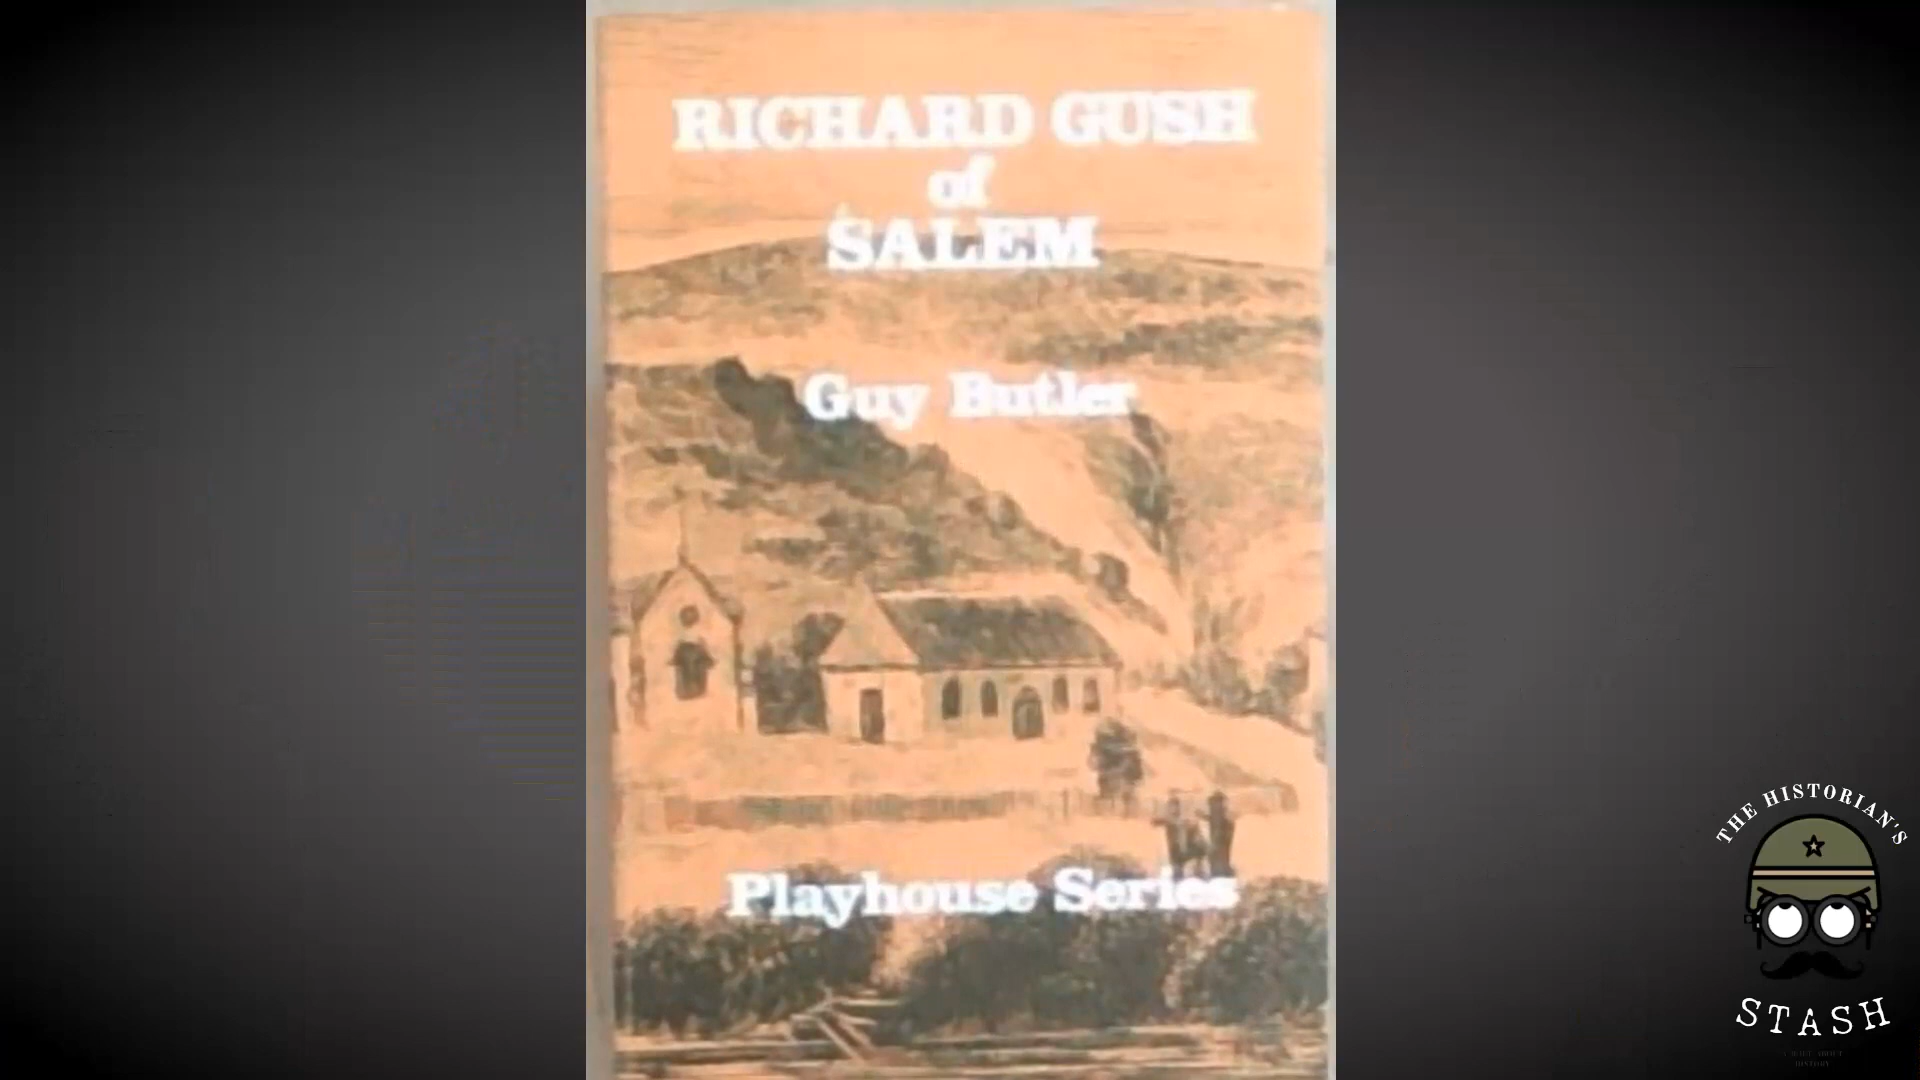 RICHARD GUSH
of
SALEM
Guy Butler
Playhouse Series
THE HISTORIAN'S
STASH